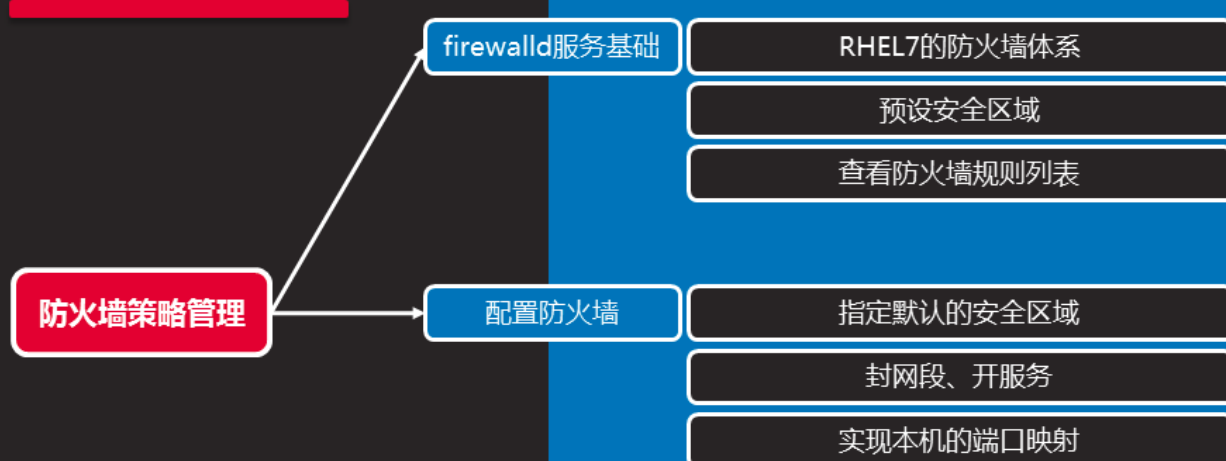 firewalld服务基础
RHEL7的防火墙体系
预设安全区域
查看防火墙规则列表
防火墙策略管理
配置防火墙
指定默认的安全区域
封网段、开服务
实现本机的端口映射